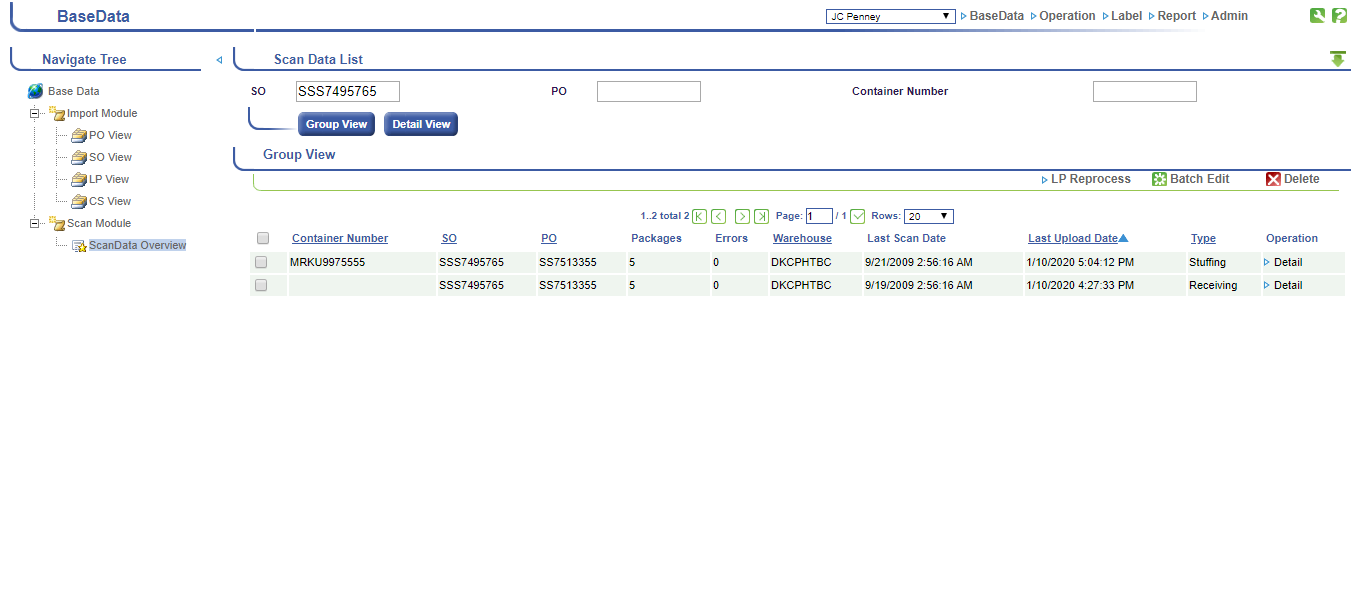 BaseData JC Penney BaseData Operation Label Report Admin
Navigate Tree Scan Data List
Base Data SO SSS7495765 PO Container Number
Import Module
Group View Detail View
PO View
SO View Group View
LP View LP Reprocess Batch Edit Delete
CS View
1..2 total 2 Page: 1 / 1 Rows: 20
Scan Module
ScanData Overview
Container Number SO PO Packages Errors Warehouse Last Scan Date Last Upload Date Type Operation
MRKU9975555 SSS7495765 SS7513355 5 0 DKCPHTBC 9/21/2009 2:56:16 AM 1/10/2020 5:04:12 PM Stuffing Detail
SSS7495765 SS7513355 5 0 DKCPHTBC 9/19/2009 2:56:16 AM 1/10/2020 4:27:33 PM Receiving Detail